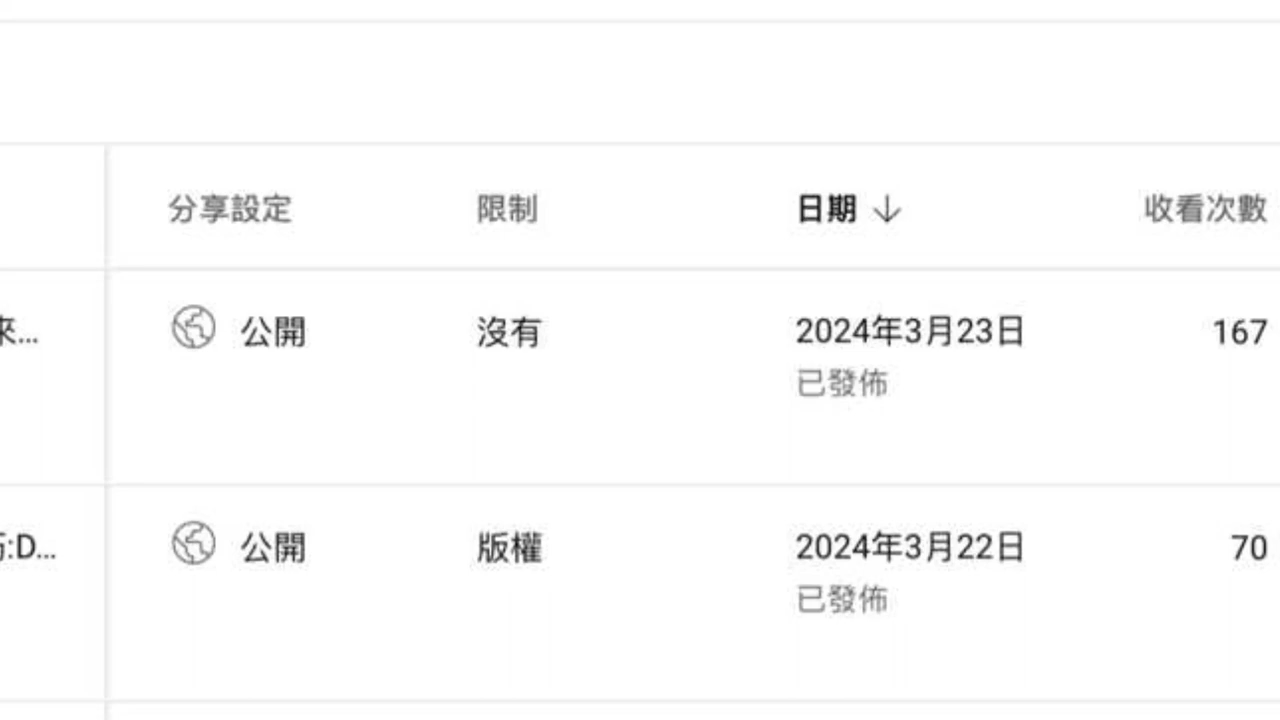 分享設定 限制 日期 ↓ 收看次數
來... 公開 沒有 2024年3月23日 167
已發佈
:D... 公開 版權 2024年3月22日 70
已發佈